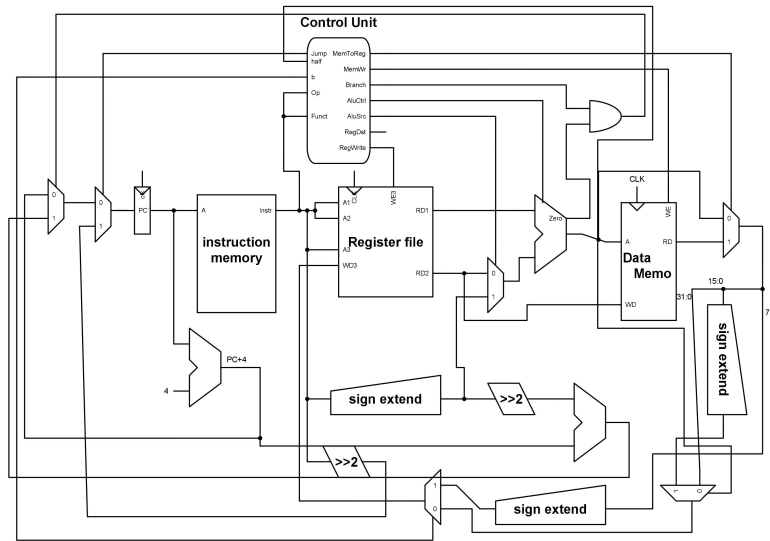 Control Unit
Jump
half
b
Op
Funct
MemToReg
MemWr
Branch
AluCtrl
AluSrc
RegDst
RegWrite
0
1
0
1
PC
A
Instr
instruction
memory
A1
A2
A3
WD3
WE3
RD1
RD2
Register file
0
1
Zero
CLK
WE
A
RD
Data
Memo
WD
0
1
31:0
15:0
7
sign extend
PC+4
4
sign extend
>>2
>>2
1
0
sign extend
1
0